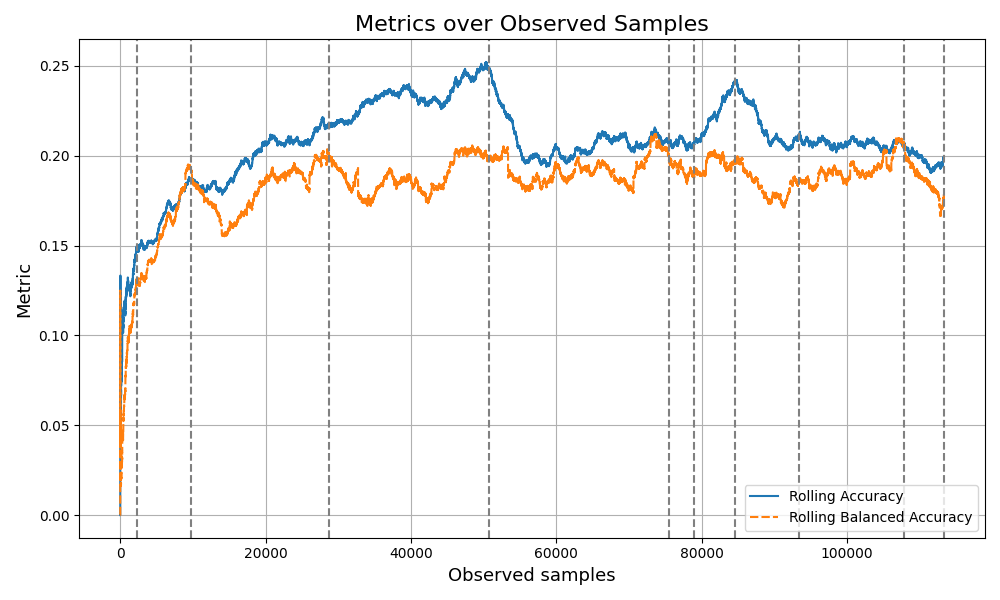 Metrics over Observed Samples
Metric
0.25
0.20
0.15
0.10
0.05
0.00
0
20000
40000
60000
80000
100000
Observed samples
Rolling Accuracy
Rolling Balanced Accuracy